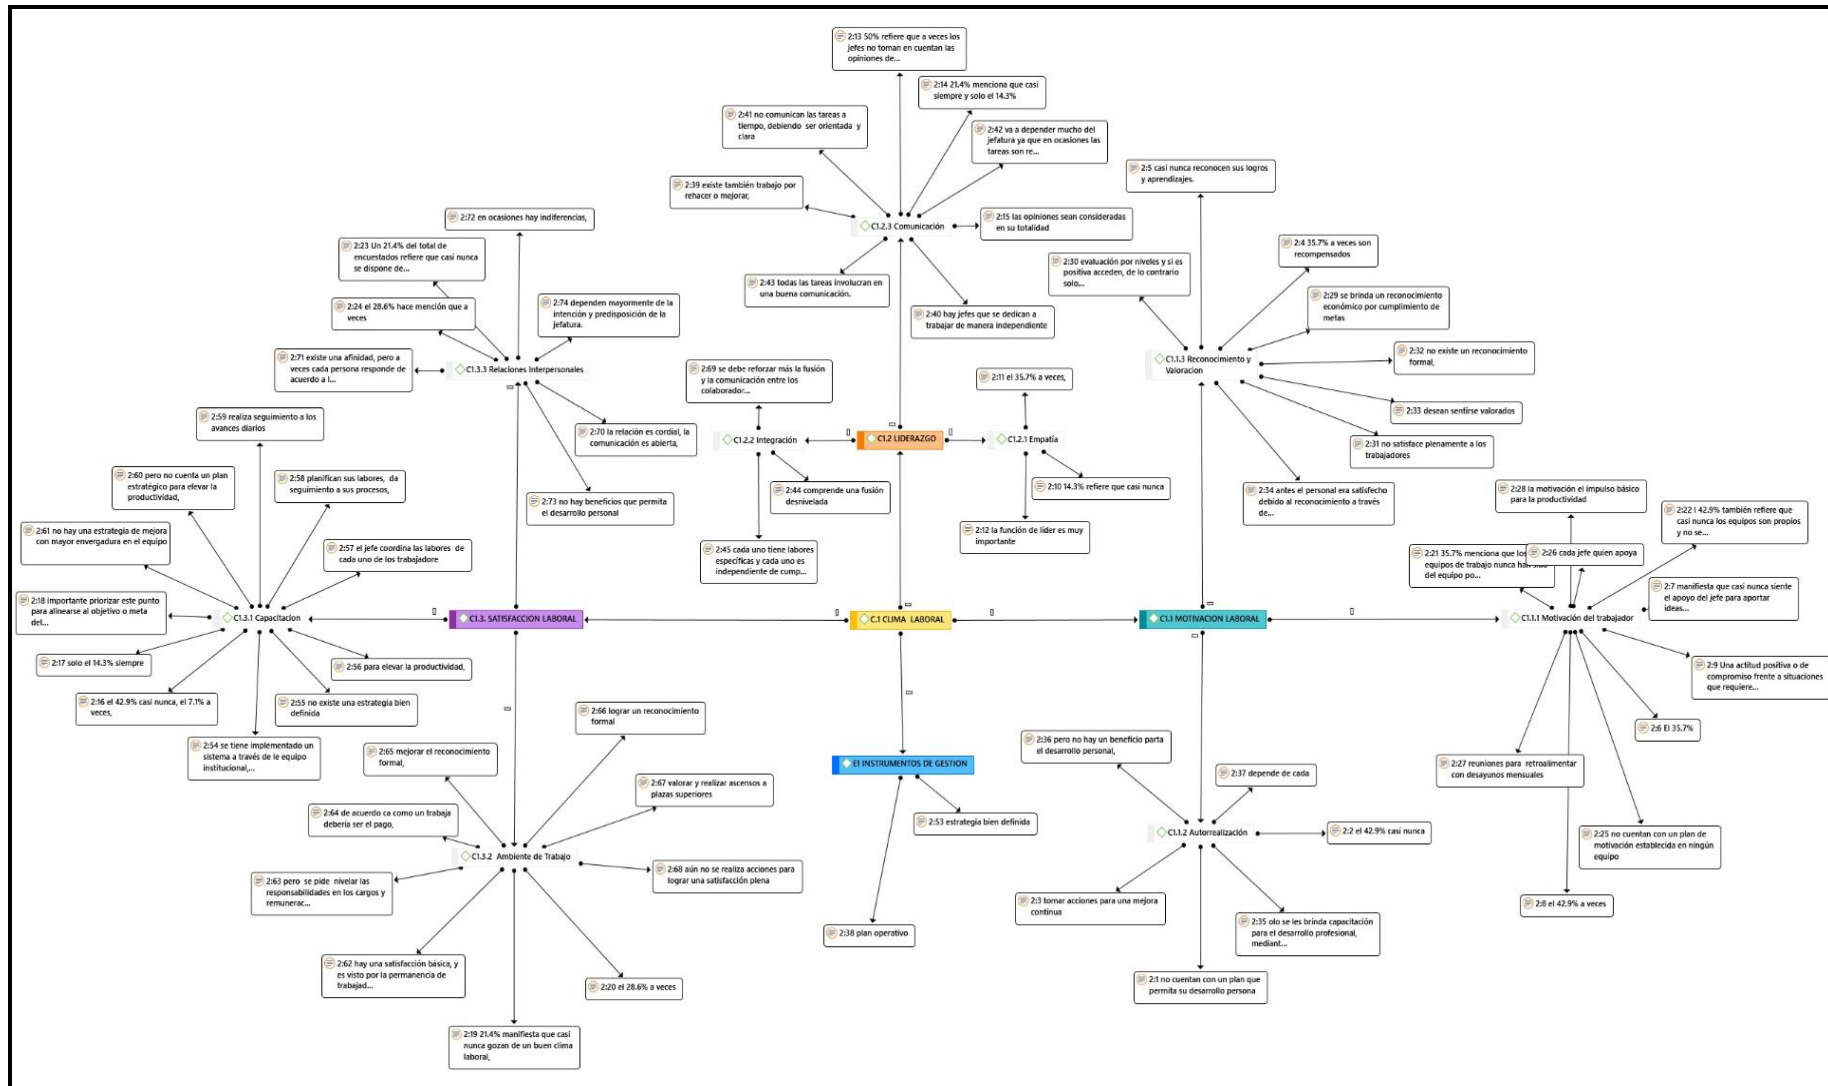 2:13 50% refiere que a veces los
jefes no toman en cuentan las
opiniones de...
2:14 21.4% menciona que casi
siempre y solo el 14.3%
2:41 no comunican las tareas a
tiempo, debiendo ser orientada y
clara
2:42 va a depender mucho del
jefatura ya que en ocasiones las
tareas son re...
2:39 existe también trabajo por
rehacer o mejorar,
C1.2.3 Comunicación
2:15 las opiniones sean consideradas
en su totalidad
2:43 todas las tareas involucran en
una buena comunicación.
2:40 hay jefes que se dedican a
trabajar de manera independiente
2:5 casi nunca reconocen sus logros
y aprendizajes.
2:4 35.7% a veces son
recompensados
2:30 evaluación por niveles y si es
positiva acceden, de lo contrario
solo...
2:29 se brinda un reconocimiento
económico por cumplimiento de
metas
C1.1.3 Reconocimiento y
Valoracion
2:32 no existe un reconocimiento
formal,
2:33 desean sentirse valorados
2:31 no satisface plenamente a los
trabajadores
2:34 antes el personal era satisfecho
debido al reconocimiento a través
de...
2:72 en ocasiones hay indiferencias,
2:23 Un 21.4% del total de
encuestados refiere que casi nunca
se dispone de...
2:24 el 28.6% hace mención que a
veces
2:74 dependen mayormente de la
intención y predisposición de la
jefatura.
2:71 existe una afinidad, pero a
veces cada persona responde de
acuerdo a l...
C1.3.3 Relaciones Interpersonales
2:70 la relación es cordial, la
comunicación es abierta,
2:73 no hay beneficios que permita
el desarrollo personal
2:69 se debe reforzar más la fusión
y la comunicación entre los
colaborador...
2:11 el 35.7% a veces,
C1.2.2 Integración
C1.2 LIDERAZGO
C1.2.1 Empatía
2:44 comprende una fusión
desnivelada
2:10 14.3% refiere que casi nunca
2:45 cada uno tiene labores
especificas y cada uno es
independiente de cump...
2:12 la función de líder es muy
importante
2:59 realiza seguimiento a los
avances diarios
2:60 pero no cuenta un plan
estratégico para elevar la
productividad,
2:58 planifican sus labores, da
seguimiento a sus procesos,
2:61 no hay una estrategia de mejora
con mayor envergadura en el equipo
2:57 el jefe coordina las labores de
cada uno de los trabajadore
2:18 importante priorizar este punto
para alinearse al objetivo o meta
del...
C1.3.1 Capacitacion
C1.3. SATISFACCION LABORAL
C.1 CLIMA LABORAL
C1.1 MOTIVACION LABORAL
C1.1.1 Motivación del trabajador
2:17 solo el 14.3% siempre
2:56 para elevar la productividad,
2:16 el 42.9% casi nunca, el 7.1% a
veces,
2:55 no existe una estrategia bien
definida
2:54 se tiene implementado un
sistema a través de le equipo
institucional,...
2:28 la motivación el impulso básico
para la productividad
2:22 l 42.9% también refiere que
casi nunca los equipos son propios
y no se...
2:21 35.7% menciona que los
equipos de trabajo nunca han sido
del equipo po...
2:26 cada jefe quien apoya
2:7 manifiesta que casi nunca siente
el apoyo del jefe para aportar
ideas...
2:9 Una actitud positiva o de
compromiso frente a situaciones
que requiere...
2:6 El 35.7%
2:27 reuniones para retroalimentar
con desayunos mensuales
2:25 no cuentan con un plan de
motivación establecida en ningún
equipo
2:8 el 42.9% a veces
2:66 lograr un reconocimiento
formal
2:65 mejorar el reconocimiento
formal,
2:67 valorar y realizar ascensos a
plazas superiores
2:64 de acuerdo ca como un trabaja
debería ser el pago,
C1.3.2 Ambiente de Trabajo
2:68 aún no se realiza acciones para
lograr una satisfacción plena
2:63 pero se pide nivelar las
responsabilidades en los cargos y
remunerac...
2:62 hay una satisfacción básica, y
es visto por la permanencia de
trabajad...
2:20 el 28.6% a veces
2:19 21.4% manifiesta que casi
nunca gozan de un buen clima
laboral,
E1 INSTRUMENTOS DE GESTION
2:53 estrategia bien definida
2:38 plan operativo
2:36 pero no hay un beneficio parta
el desarrollo personal,
2:37 depende de cada
C1.1.2 Autorrealización
2:2 el 42.9% casi nunca
2:3 tomar acciones para una mejora
continua
2:35 olo se les brinda capacitación
para el desarrollo profesional,
mediant...
2:1 no cuentan con un plan que
permita su desarrollo persona